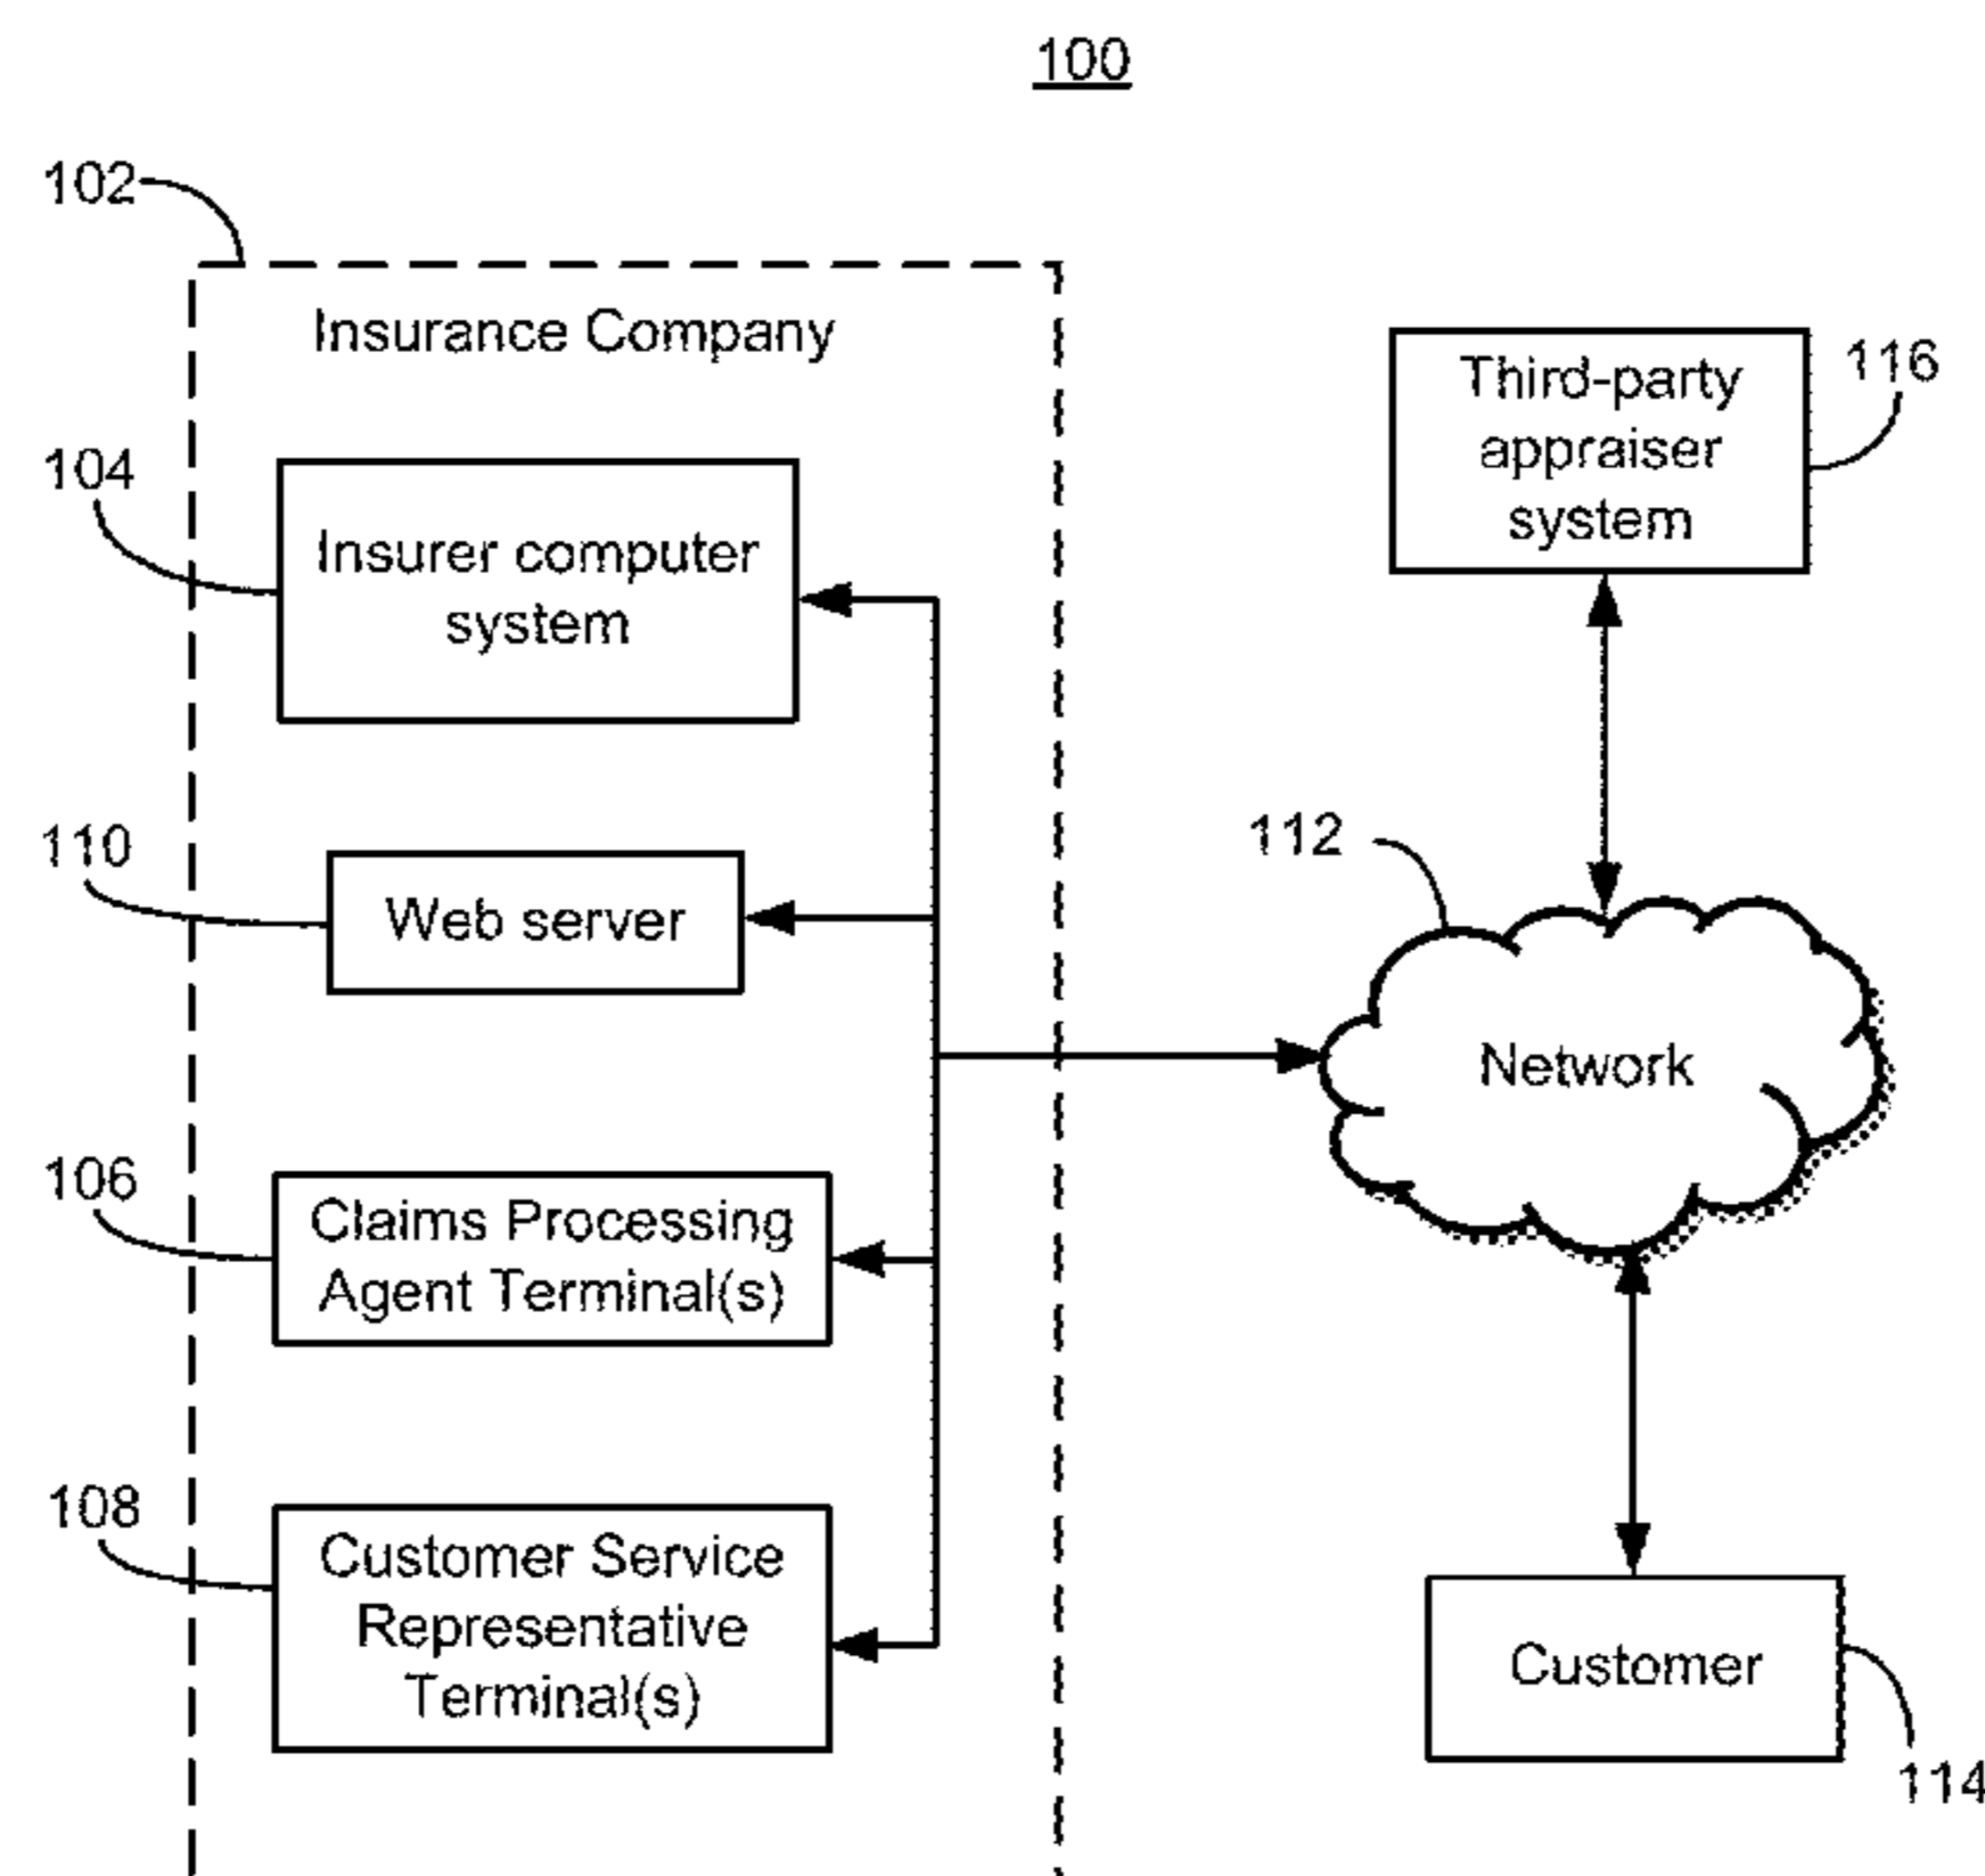 100
102
Insurance Company
104
Insurer computer
system
110
Web server
106
Claims Processing
Agent Terminal(s)
108
Customer Service
Representative
Terminal(s)
Third-party
appraiser
system
116
112
Network
Customer
114